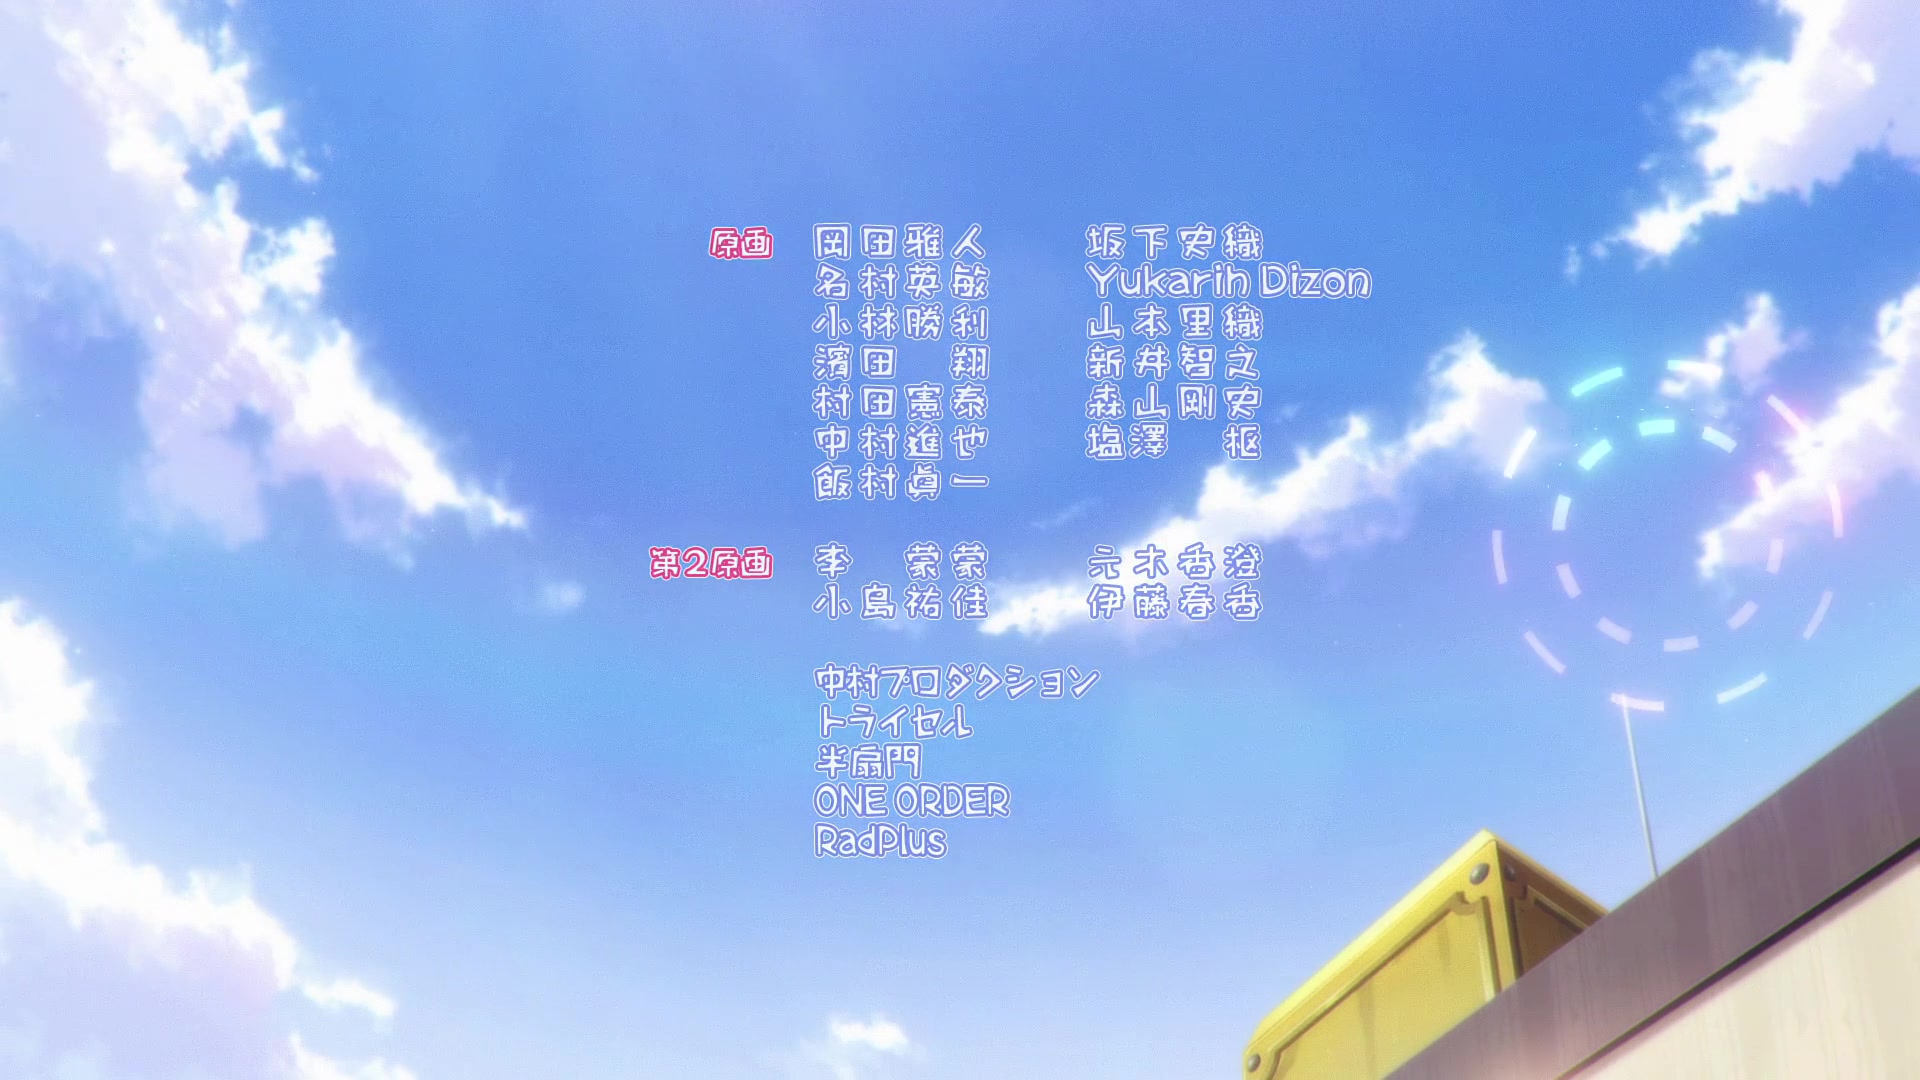 原画 岡田雅人 坂下史織
名村英敏 Yukarih Dizon
小林勝利 山本里織
濱田 翔 新井智之
村田憲泰 森山剛史
中村進也 塩澤 枢
飯村眞一
第2原画 李 蒙蒙 六木香澄
小島祐佳 伊藤春香
中村プロダクション
トライセル
半扇門
ONE ORDER
RadPlus